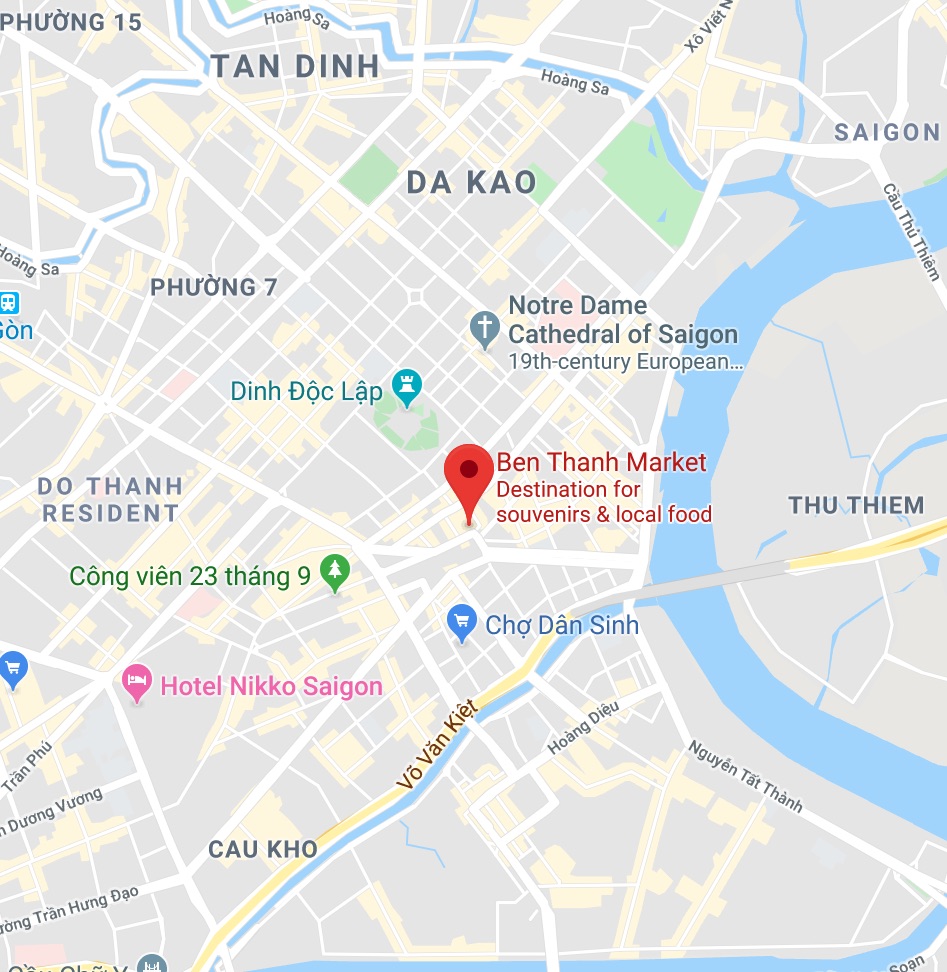 Hoàng Sa
PHƯỜNG 15
Xô Viết N
TAN DINH
Hoàng Sa
SAIGON
DA KAO
Cầu Thủ Thiêm
Hoàng Sa
PHƯỜNG 7
Notre Dame
Cathedral of Saigon
19th-century European...
Gòn
Dinh Độc Lập
Ben Thanh Market
Destination for
souvenirs & local food
DO THANH
RESIDENT
THU THIEM
Công viên 23 tháng 9
Chợ Dân Sinh
Hotel Nikko Saigon
Võ Văn Kiệt
Hoàng Diệu
Trần Phú
Nguyễn Tất Thành
n Dương Vương
CAU KHO
ường Trần Hưng Đạo
Soạn